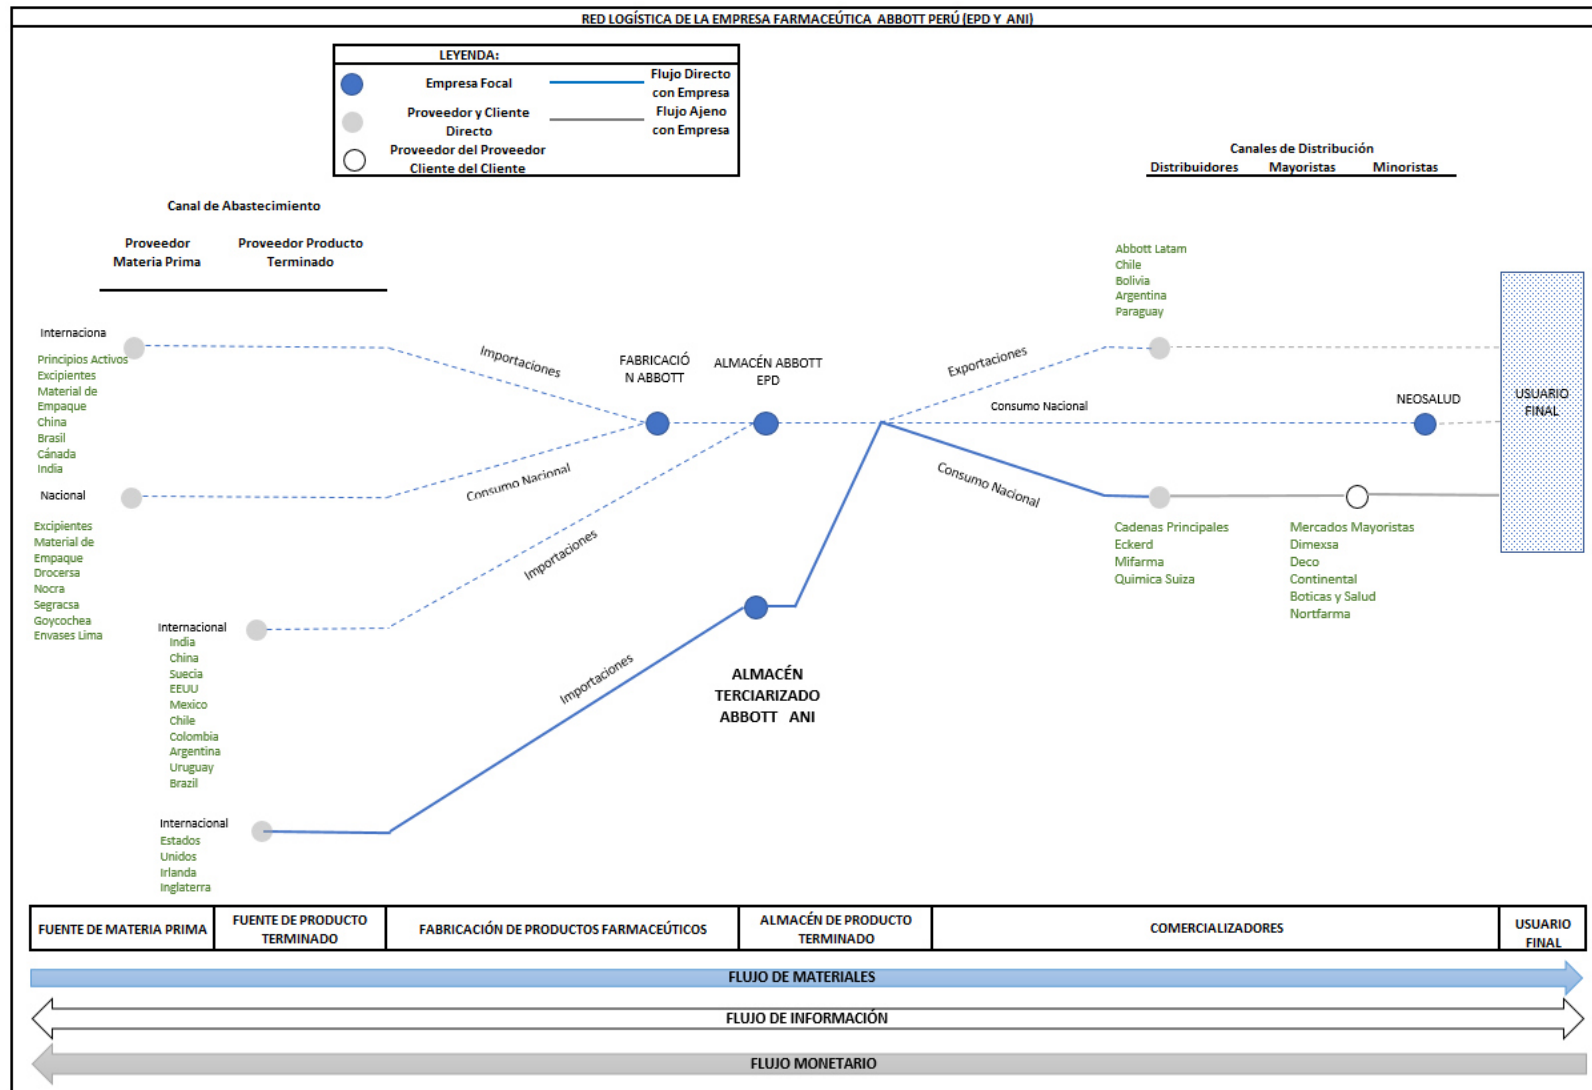 RED LOGÍSTICA DE LA EMPRESA FARMACEÚTICA ABBOTT PERÚ (EPD Y ANI)
LEYENDA:
Empresa Focal
Flujo Directo
con Empresa
Proveedor y Cliente
Directo
Flujo Ajeno
con Empresa
Proveedor del Proveedor
Cliente del Cliente
Canales de Distribución
Distribuidores Mayoristas Minoristas
Canal de Abastecimiento
Proveedor
Materia Prima
Proveedor Producto
Terminado
Internaciona
Principios Activos
Excipientes
Material de
Empaque
China
Brasil
Cánada
India
Nacional
Excipientes
Material de
Empaque
Drocersa
Nocra
Segracsa
Goycochea
Envases Lima
Internacional
India
China
Suecia
EEUU
Mexico
Chile
Colombia
Argentina
Uruguay
Brazil
Internacional
Estados
Unidos
Irlanda
Inglaterra
Importaciones
Consumo Nacional
Importaciones
Importaciones
FABRICACIÓ
N ABBOTT
ALMACÉN ABBOTT
EPD
ALMACÉN
TERCIARIZADO
ABBOTT ANI
Exportaciones
Consumo Nacional
Consumo Nacional
Abbott Latam
Chile
Bolivia
Argentina
Paraguay
NEOSALUD
Cadenas Principales
Eckerd
Mifarma
Quimica Suiza
Mercados Mayoristas
Dimexsa
Deco
Continental
Boticas y Salud
Nortfarma
USUARIO
FINAL
FUENTE DE MATERIA PRIMA
FUENTE DE PRODUCTO
TERMINADO
FABRICACIÓN DE PRODUCTOS FARMACEÚTICOS
ALMACÉN DE PRODUCTO
TERMINADO
COMERCIALIZADORES
USUARIO
FINAL
FLUJO DE MATERIALES
FLUJO DE INFORMACIÓN
FLUJO MONETARIO